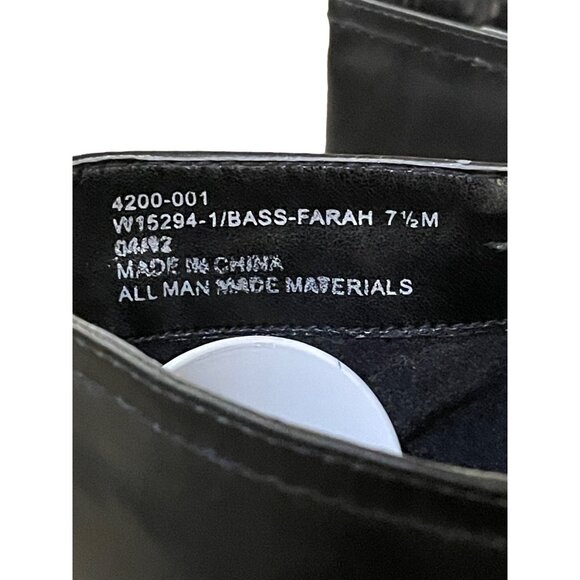 4200-001
W15294-1/BASS-FARAH 7½M
MADE IN CHINA
ALL MAN MADE MATERIALS